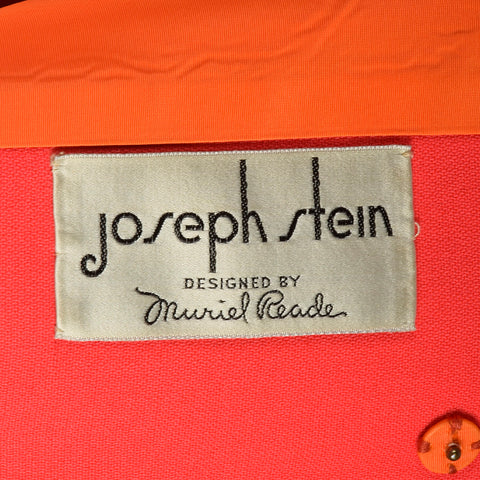 joseph stein
DESIGNED BY
Muriel Reade